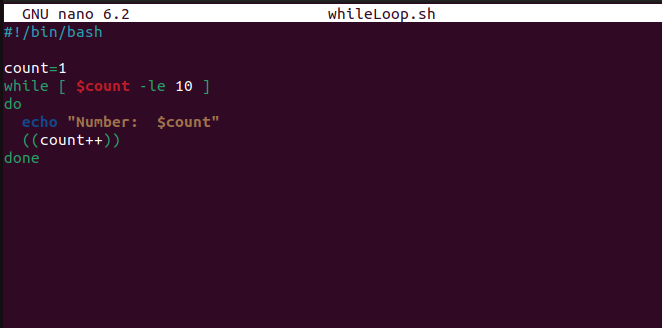 GNU nano 6.2 whileLoop.sh
#!/bin/bash
count=1
while [ $count -le 10 ]
do
echo "Number:  $count"
((count++))
done